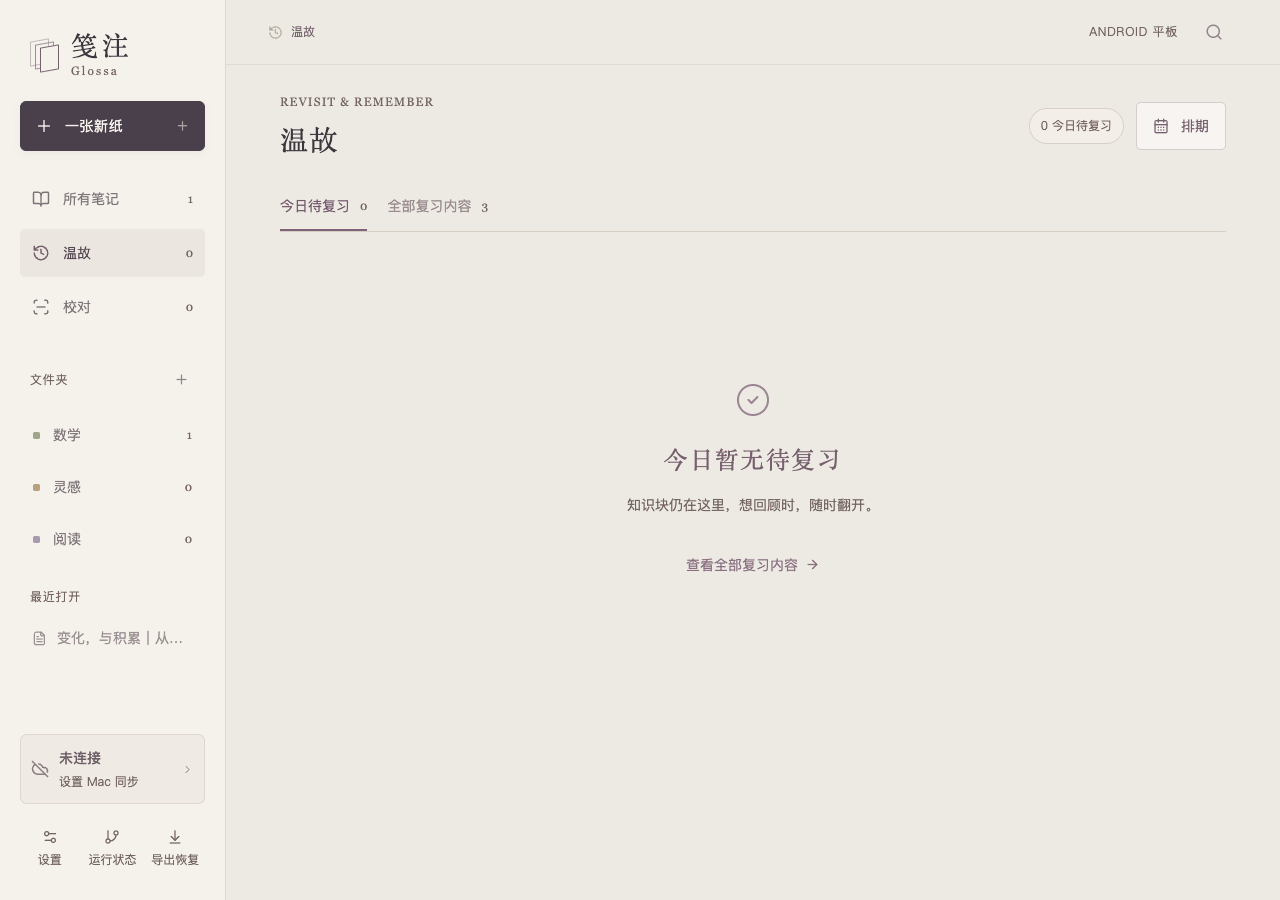 笺注
Glossa
一张新纸
所有笔记 1
温故 0
校对 0
文件夹
数学 1
灵感 0
阅读 0
最近打开
变化，与积累丨从…
未连接
设置 Mac 同步
设置
运行状态
导出恢复
温故
ANDROID 平板
REVISIT & REMEMBER
温故
0 今日待复习
排期
今日待复习 0
全部复习内容 3
今日暂无待复习
知识块仍在这里，想回顾时，随时翻开。
查看全部复习内容